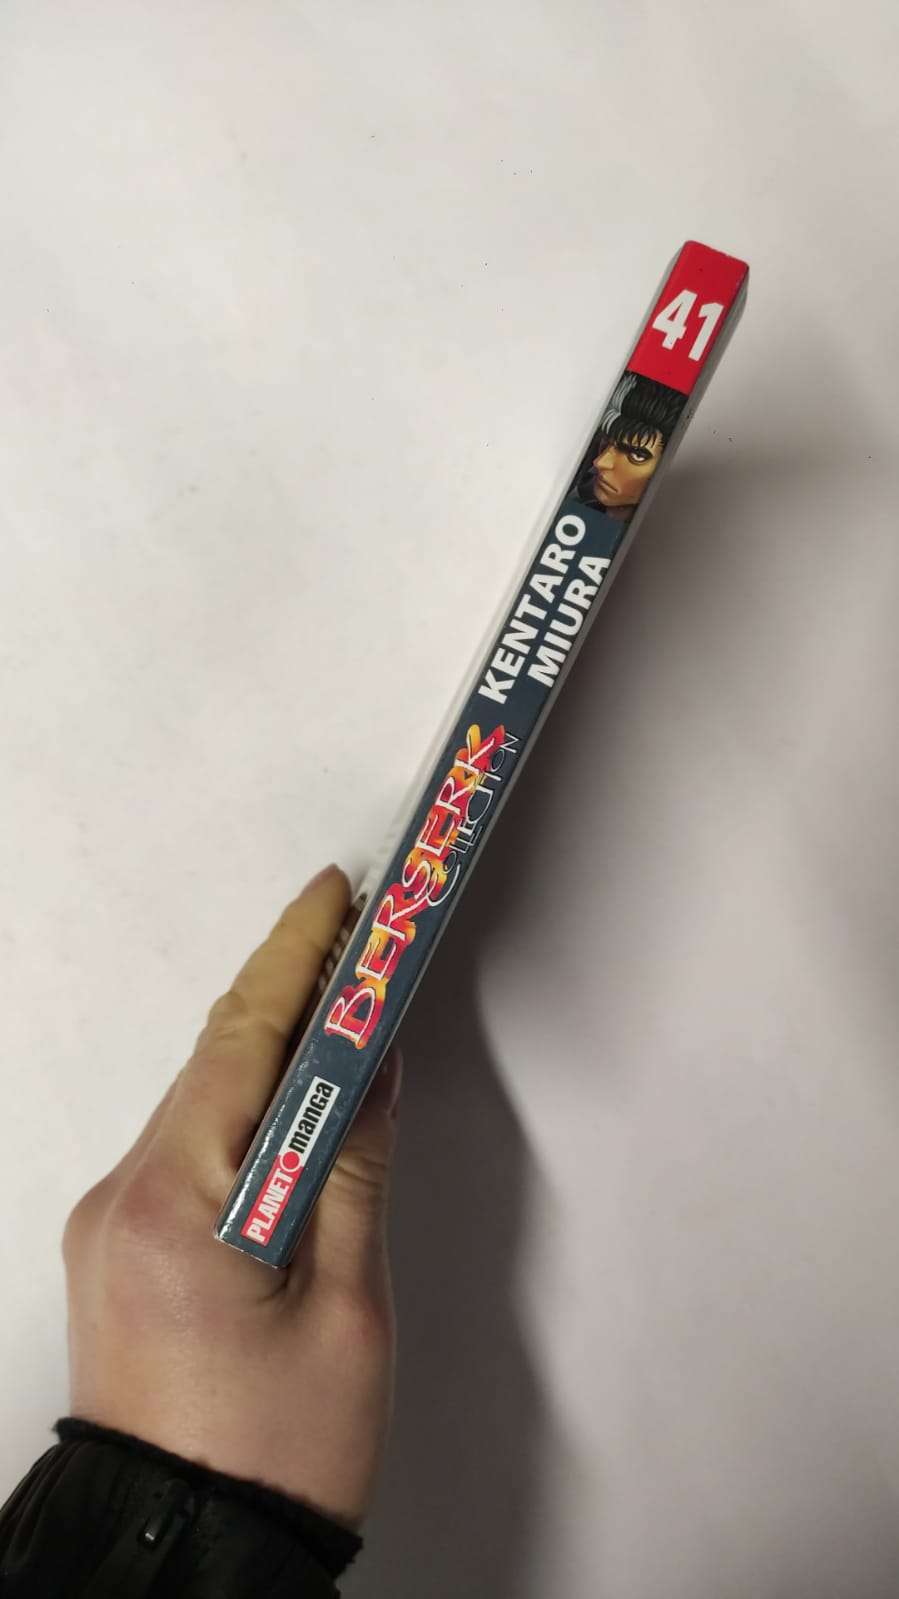 41
KENTARO
MIURA
BERSERK
COLLECTION
PLANET manga